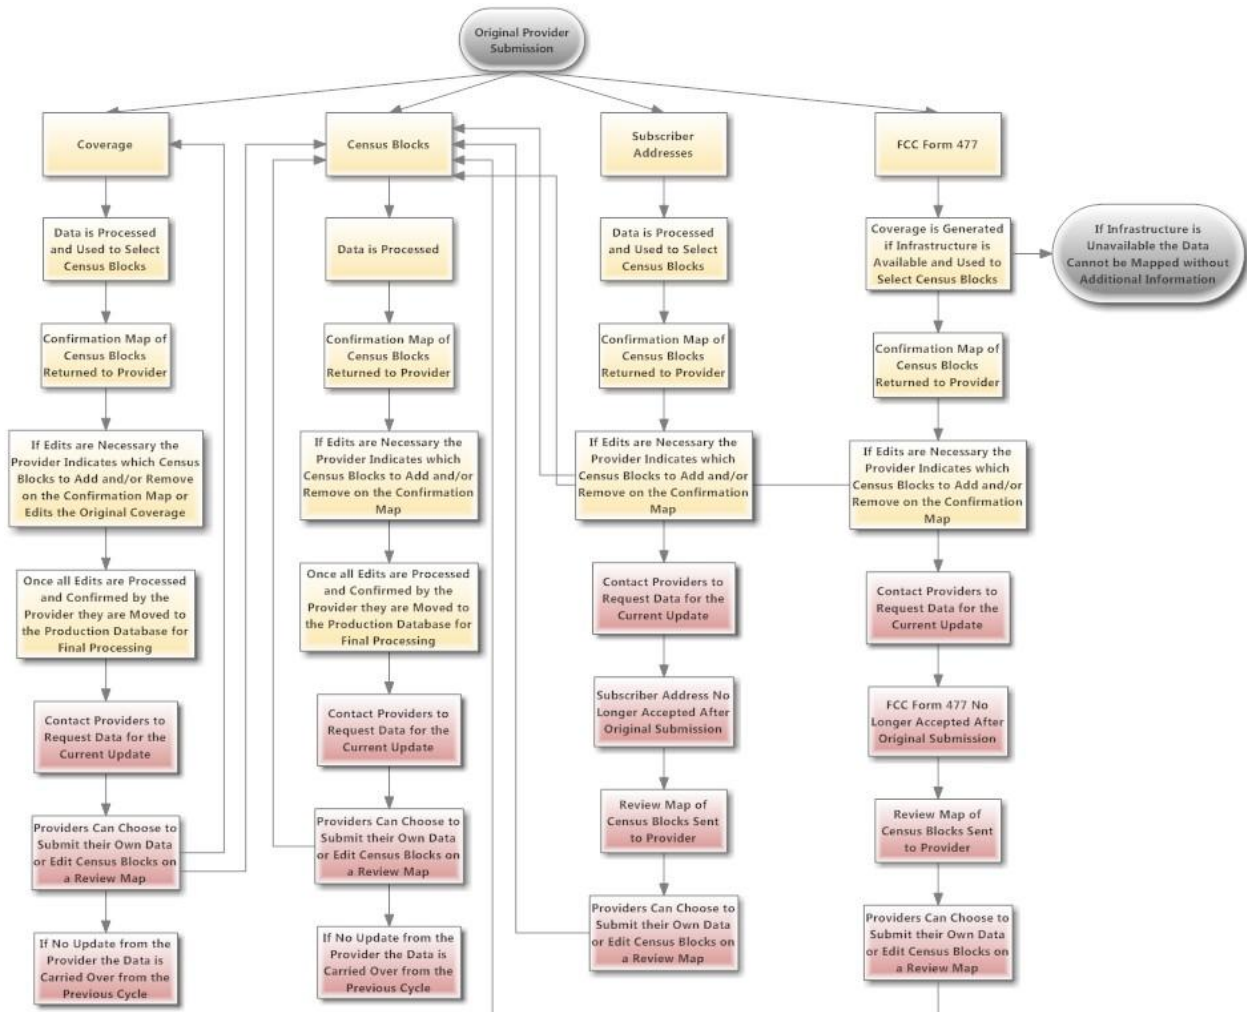 Original Provider
Submission
Coverage
Census Blocks
Subscriber
Addresses
FCC Form 477
Data is Processed
and Used to Select
Census Blocks
Data is Processed
Data is Processed
and Used to Select
Census Blocks
Coverage is Generated
if Infrastructure is
Available and Used to
Select Census Blocks
If Infrastructure is
Unavailable the Data
Cannot be Mapped without
Additional Information
Confirmation Map of
Census Blocks
Returned to Provider
Confirmation Map of
Census Blocks
Returned to Provider
Confirmation Map of
Census Blocks
Returned to Provider
Confirmation Map of
Census Blocks
Returned to Provider
If Edits are Necessary the
Provider Indicates which Census
Blocks to Add and/or Remove
on the Confirmation Map or
Edits the Original Coverage
If Edits are Necessary the
Provider Indicates which
Census Blocks to Add and/or
Remove on the Confirmation
Map
If Edits are Necessary the
Provider Indicates which
Census Blocks to Add and/or
Remove on the Confirmation
Map
If Edits are Necessary the
Provider Indicates which
Census Blocks to Add and/or
Remove on the Confirmation
Map
Once all Edits are Processed
and Confirmed by the
Provider they are Moved to
the Production Database for
Final Processing
Once all Edits are Processed
and Confirmed by the
Provider they are Moved to
the Production Database for
Final Processing
Contact Providers to
Request Data for the
Current Update
Contact Providers to
Request Data for the
Current Update
Contact Providers to
Request Data for the
Current Update
Contact Providers to
Request Data for the
Current Update
Subscriber Address No
Longer Accepted After
Original Submission
FCC Form 477 No
Longer Accepted After
Original Submission
Providers Can Choose to
Submit their Own Data
or Edit Census Blocks on
a Review Map
Providers Can Choose to
Submit their Own Data
or Edit Census Blocks on
a Review Map
Review Map of
Census Blocks Sent
to Provider
Review Map of
Census Blocks Sent
to Provider
If No Update from the
Provider the Data is
Carried Over from the
Previous Cycle
If No Update from the
Provider the Data is
Carried Over from the
Previous Cycle
Providers Can Choose to
Submit their Own Data
or Edit Census Blocks on
a Review Map
Providers Can Choose to
Submit their Own Data
or Edit Census Blocks on
a Review Map